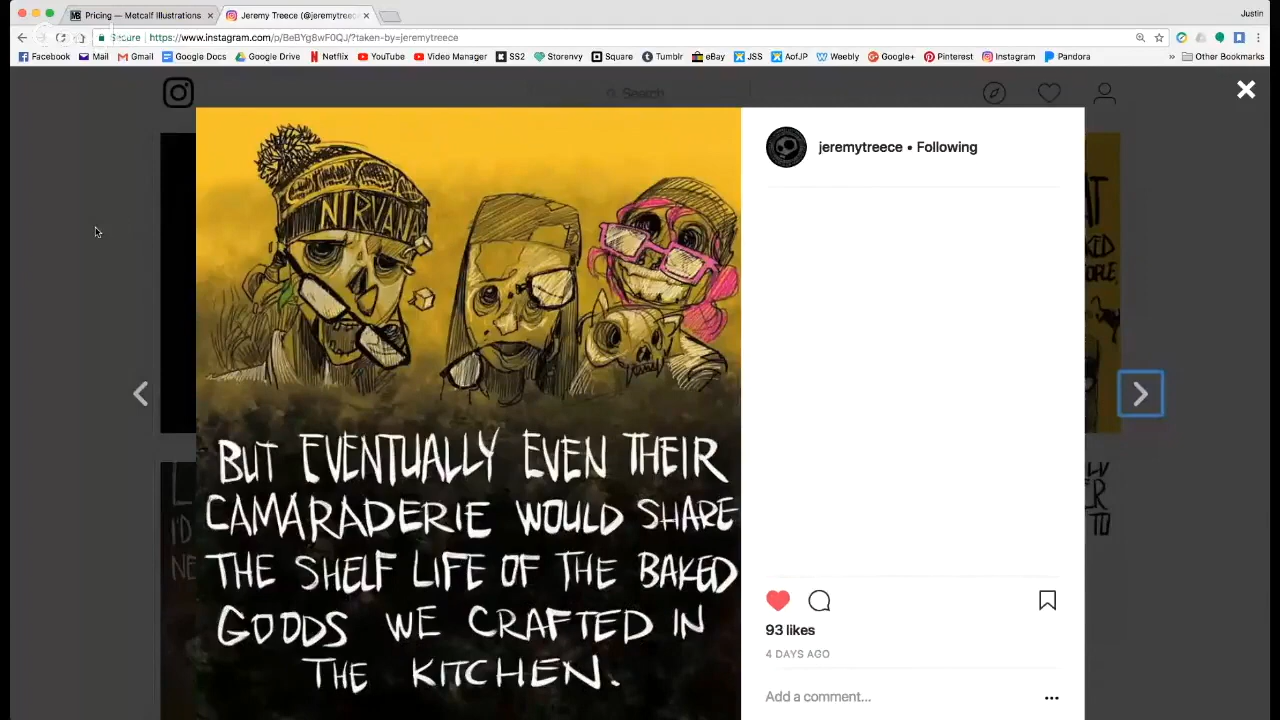 Pricing — Metcalf Illustrations
Jeremy Treece (@jeremytreece
Justin
Secure
https://www.instagram.com/p/BeBYg8wF0QJ/?taken-by=jeremytreece
Facebook
Mail
Gmail
Google Docs
Google Drive
Netflix
YouTube
Video Manager
SS2
Storenvy
Square
Tumblr
eBay
JSS
AofJP
Weebly
Google+
Pinterest
Instagram
Pandora
»
Other Bookmarks
Search
jeremytreece • Following
NIRVANA
BUT EVENTUALLY EVEN THEIR
CAMARADERIE WOULD SHARE
THE SHELF LIFE OF THE BAKED
GOODS WE CRAFTED IN
THE KITCHEN.
93 likes
4 DAYS AGO
Add a comment...